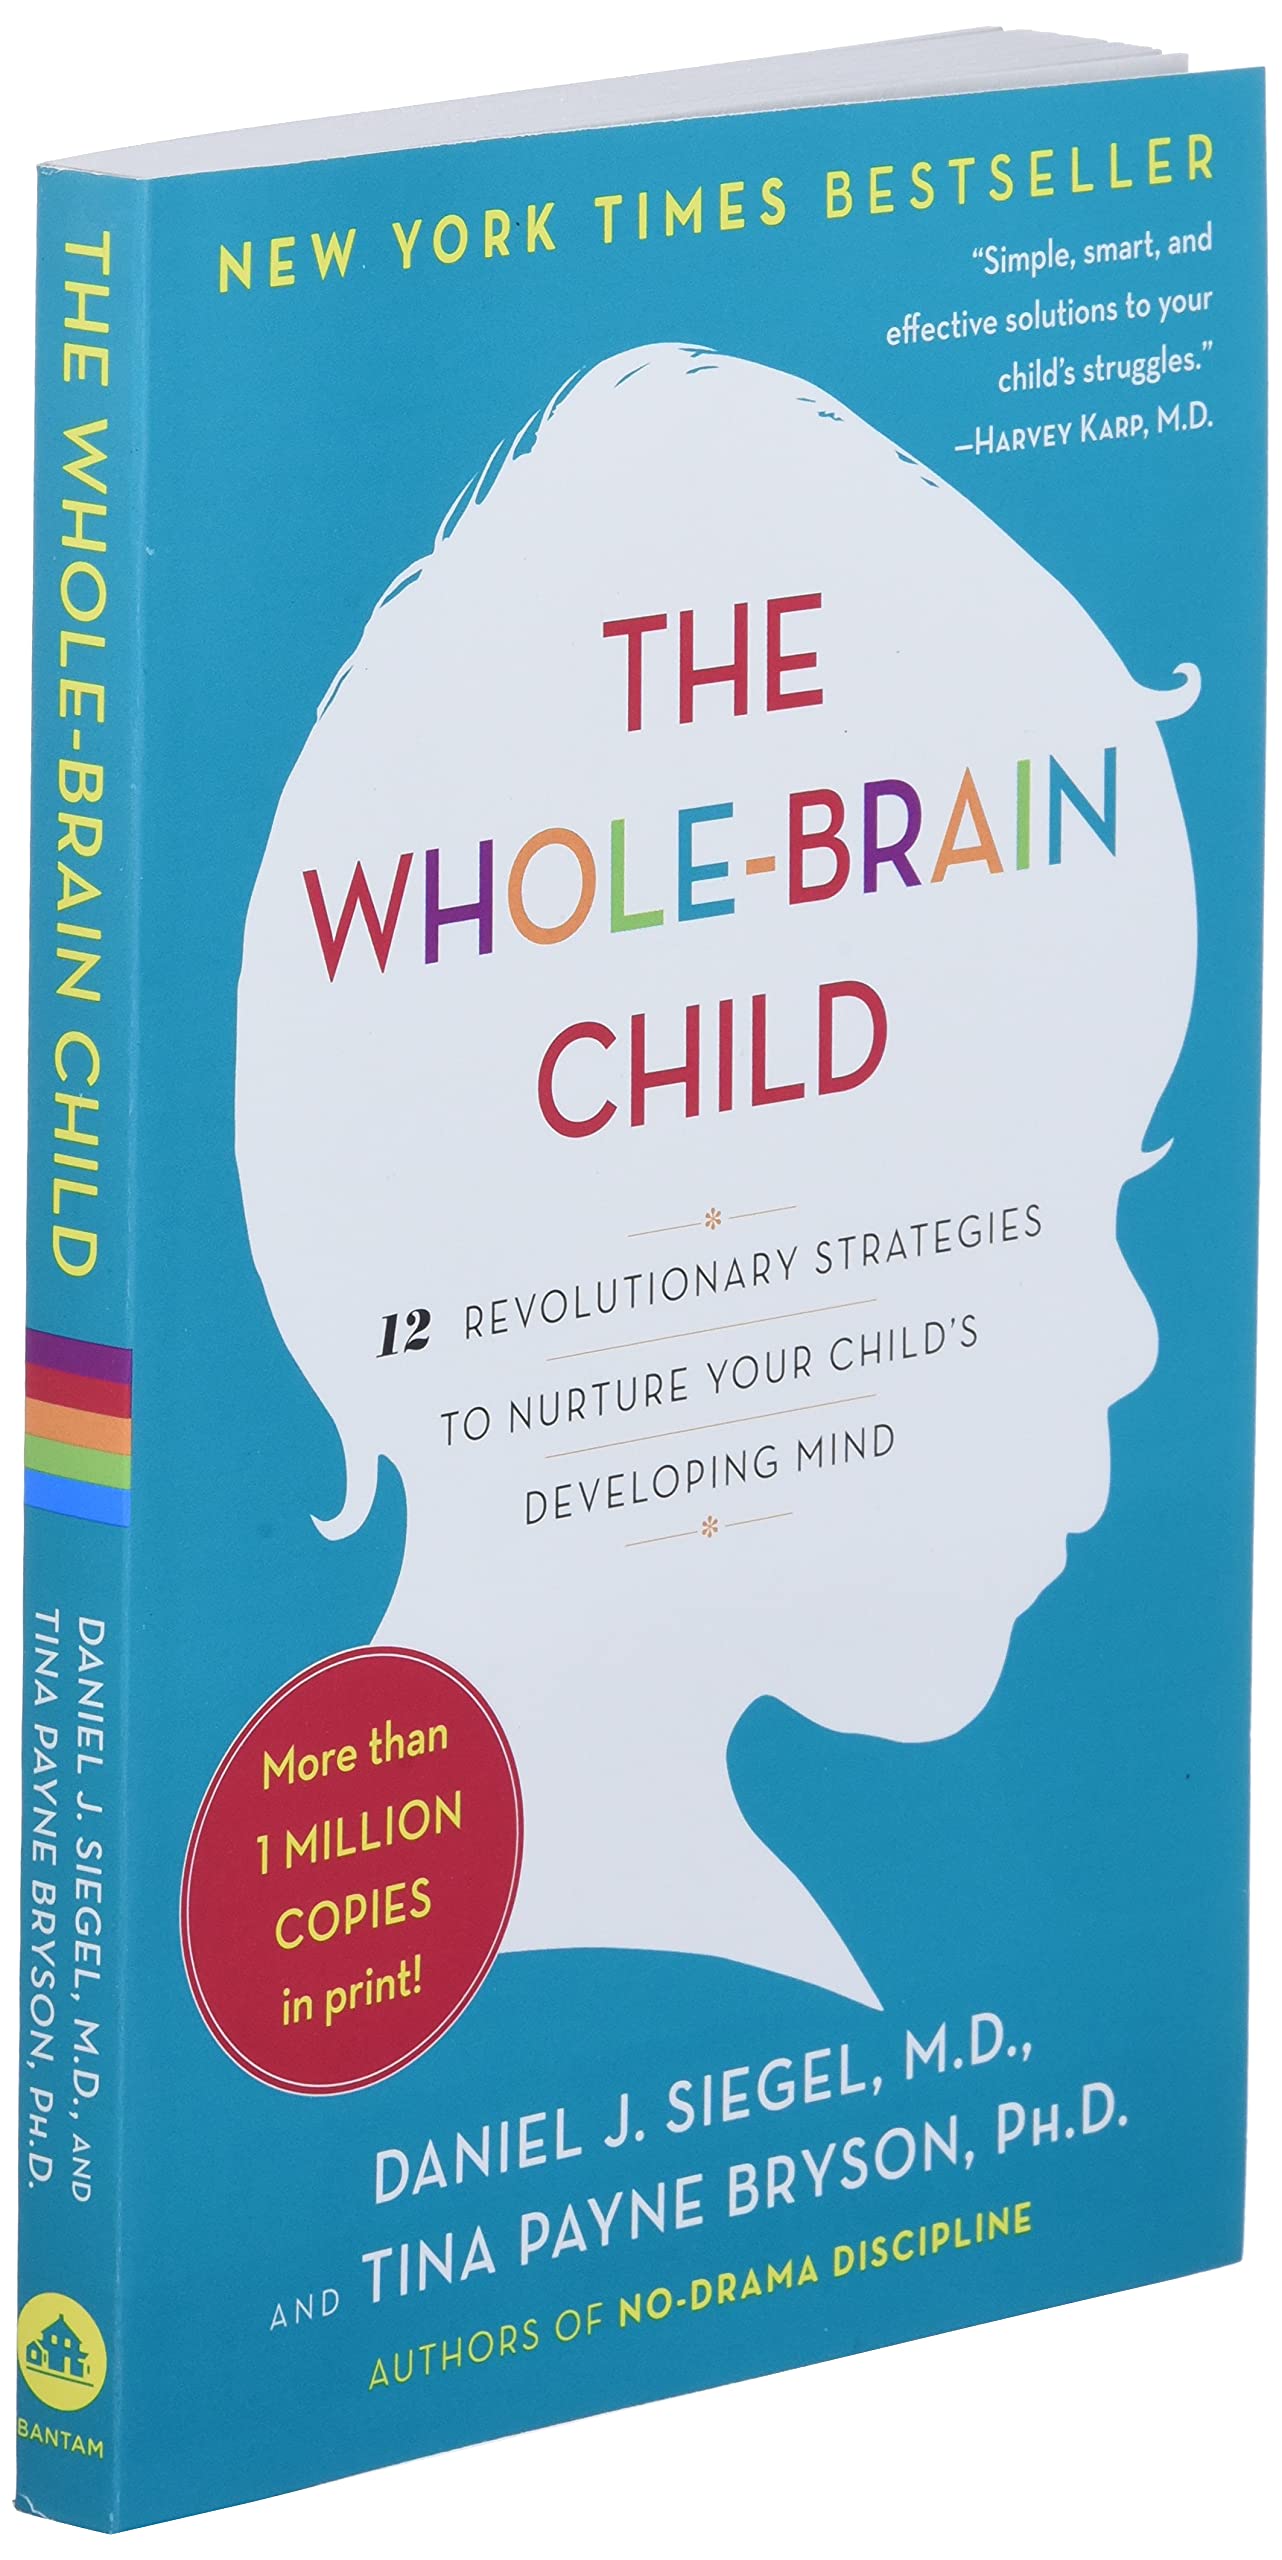 NEW YORK TIMES BESTSELLER
“Simple, smart, and
effective solutions to your
child’s struggles.”
—HARVEY KARP, M.D.
THE
WHOLE-BRAIN
CHILD
12 REVOLUTIONARY STRATEGIES
TO NURTURE YOUR CHILD’S
DEVELOPING MIND
More than
1 MILLION
COPIES
in print!
DANIEL J. SIEGEL, M.D.,
AND TINA PAYNE BRYSON, PH.D.
AUTHORS OF NO-DRAMA DISCIPLINE
THE WHOLE-BRAIN CHILD
DANIEL J. SIEGEL, M.D., AND
TINA PAYNE BRYSON, PH.D.
BANTAM